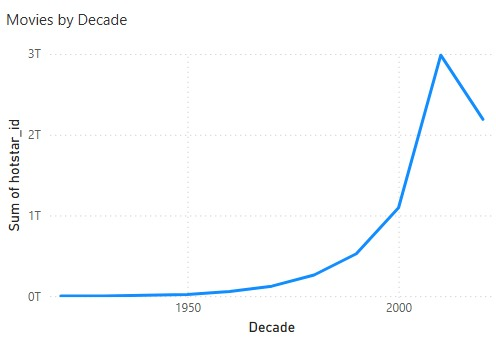 Movies by Decade
3T
2T
1T
0T
Sum of hotstar_id
1950
2000
Decade